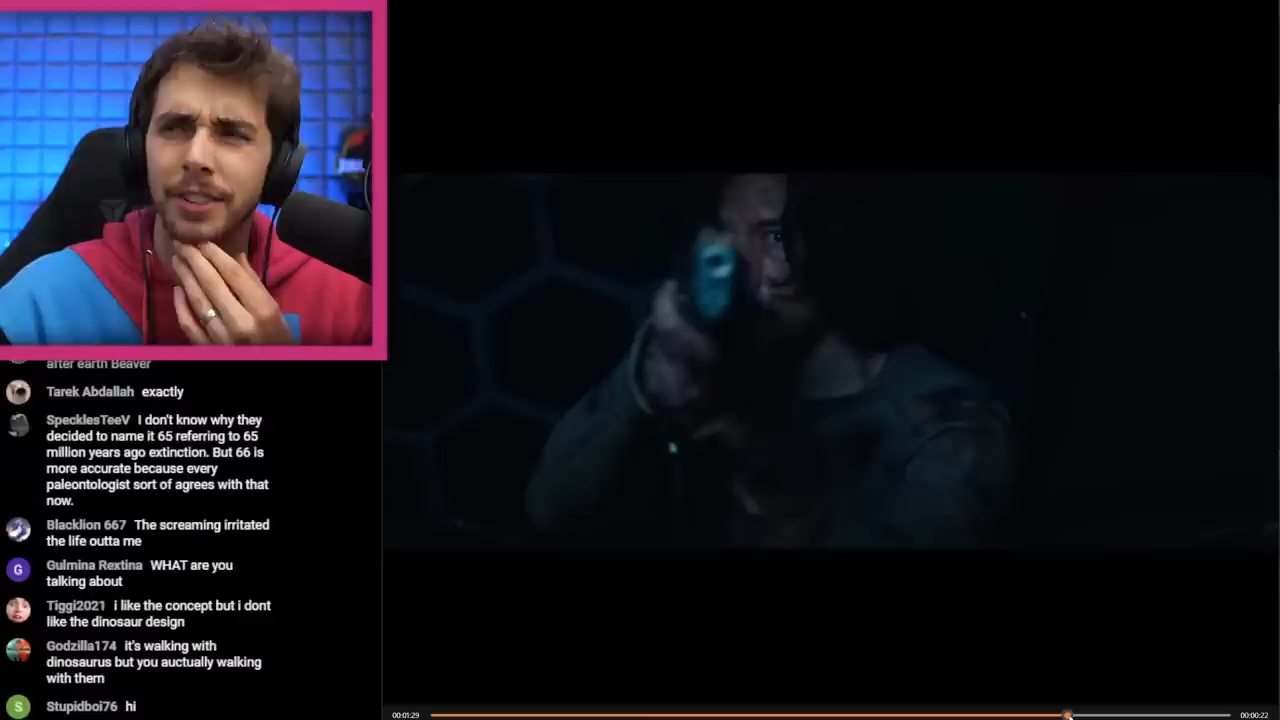 after earth Beaver
Tarek Abdallah exactly
SpecklesTeeV I don't know why they
decided to name it 65 referring to 65
million years ago extinction. But 66 is
more accurate because every
paleontologist sort of agrees with that
now.
Blacklion 667 The screaming irritated
the life outta me
G Gulmina Rextina WHAT are you
talking about
Tiggi2021 i like the concept but i dont
like the dinosaur design
Godzilla174 it's walking with
dinosaurus but you auctually walking
with them
S Stupidboi76 hi
00:01:29 00:00:22